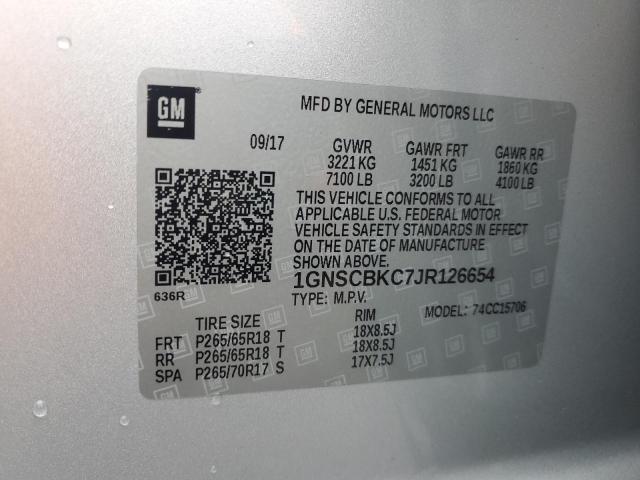 GM
MFD BY GENERAL MOTORS LLC
09/17 GVWR GAWR FRT GAWR RR
3221 KG 1451 KG 1860 KG
7100 LB 3200 LB 4100 LB
THIS VEHICLE CONFORMS TO ALL
APPLICABLE U.S. FEDERAL MOTOR
VEHICLE SAFETY STANDARDS IN EFFECT
ON THE DATE OF MANUFACTURE
SHOWN ABOVE.
636R
1GNSCBKC7JR126654
TYPE: M.P.V. MODEL: 74CC15706
TIRE SIZE RIM
FRT P265/65R18 T 18X8.5J
RR P265/65R18 T 18X8.5J
SPA P265/70R17 S 17X7.5J